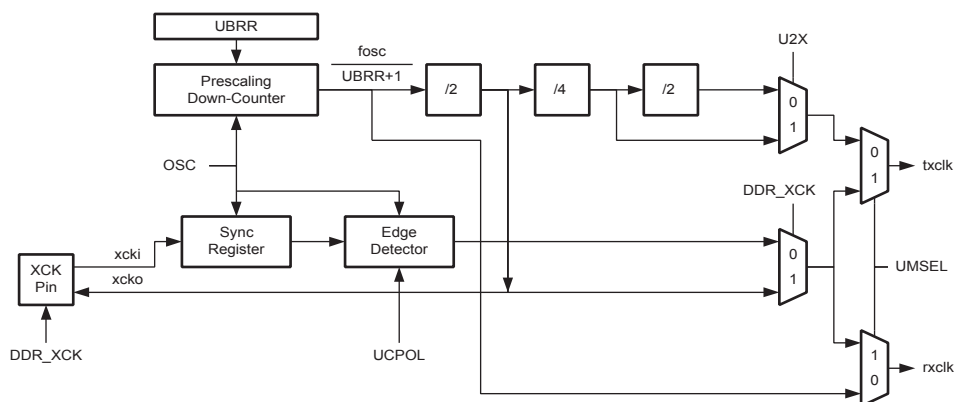 UBRR
fosc
U2X
Prescaling
Down-Counter
UBRR+1
/2
/4
/2
0
1
OSC
0
1
txclk
DDR_XCK
xcki
Sync
Register
Edge
Detector
0
1
UMSEL
XCK
Pin
xcko
DDR_XCK
UCPOL
1
0
rxclk